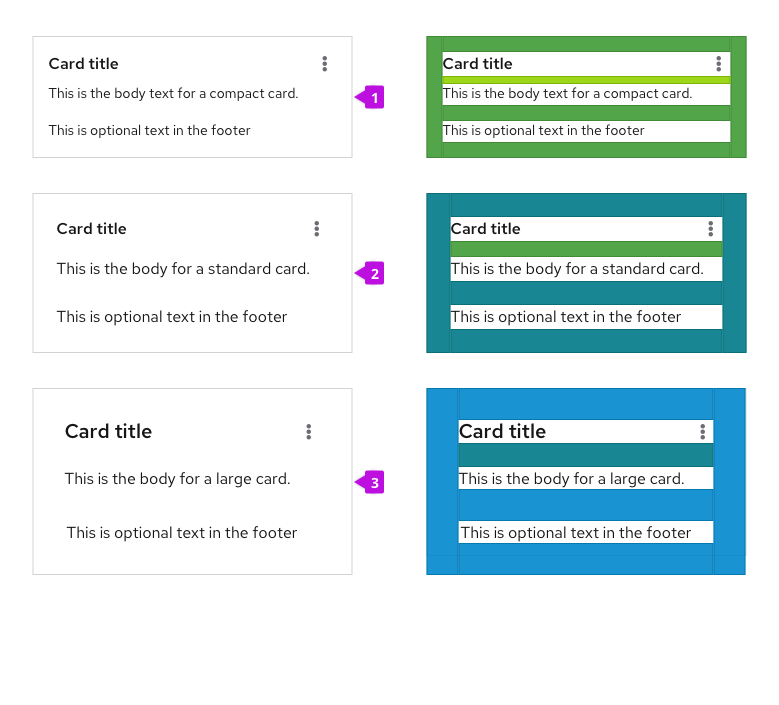 Card title
This is the body text for a compact card.
This is optional text in the footer
1
Card title
This is the body text for a compact card.
This is optional text in the footer
Card title
This is the body for a standard card.
This is optional text in the footer
2
Card title
This is the body for a standard card.
This is optional text in the footer
Card title
This is the body for a large card.
This is optional text in the footer
3
Card title
This is the body for a large card.
This is optional text in the footer